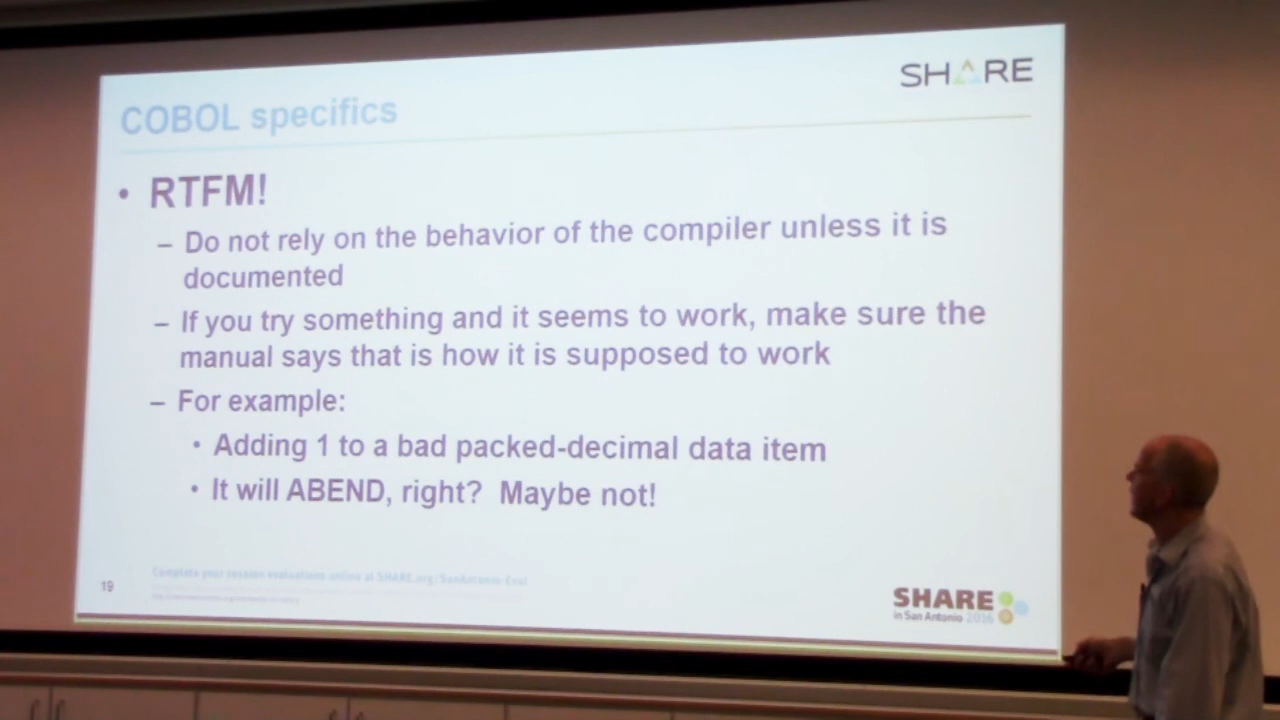 SHARE
COBOL specifics
• RTFM!
– Do not rely on the behavior of the compiler unless it is
documented
– If you try something and it seems to work, make sure the
manual says that is how it is supposed to work
– For example:
• Adding 1 to a bad packed-decimal data item
• It will ABEND, right? Maybe not!
19
Complete your session evaluations online at SHARE.org/SanAntonio-Eval
SHARE
in San Antonio 2016